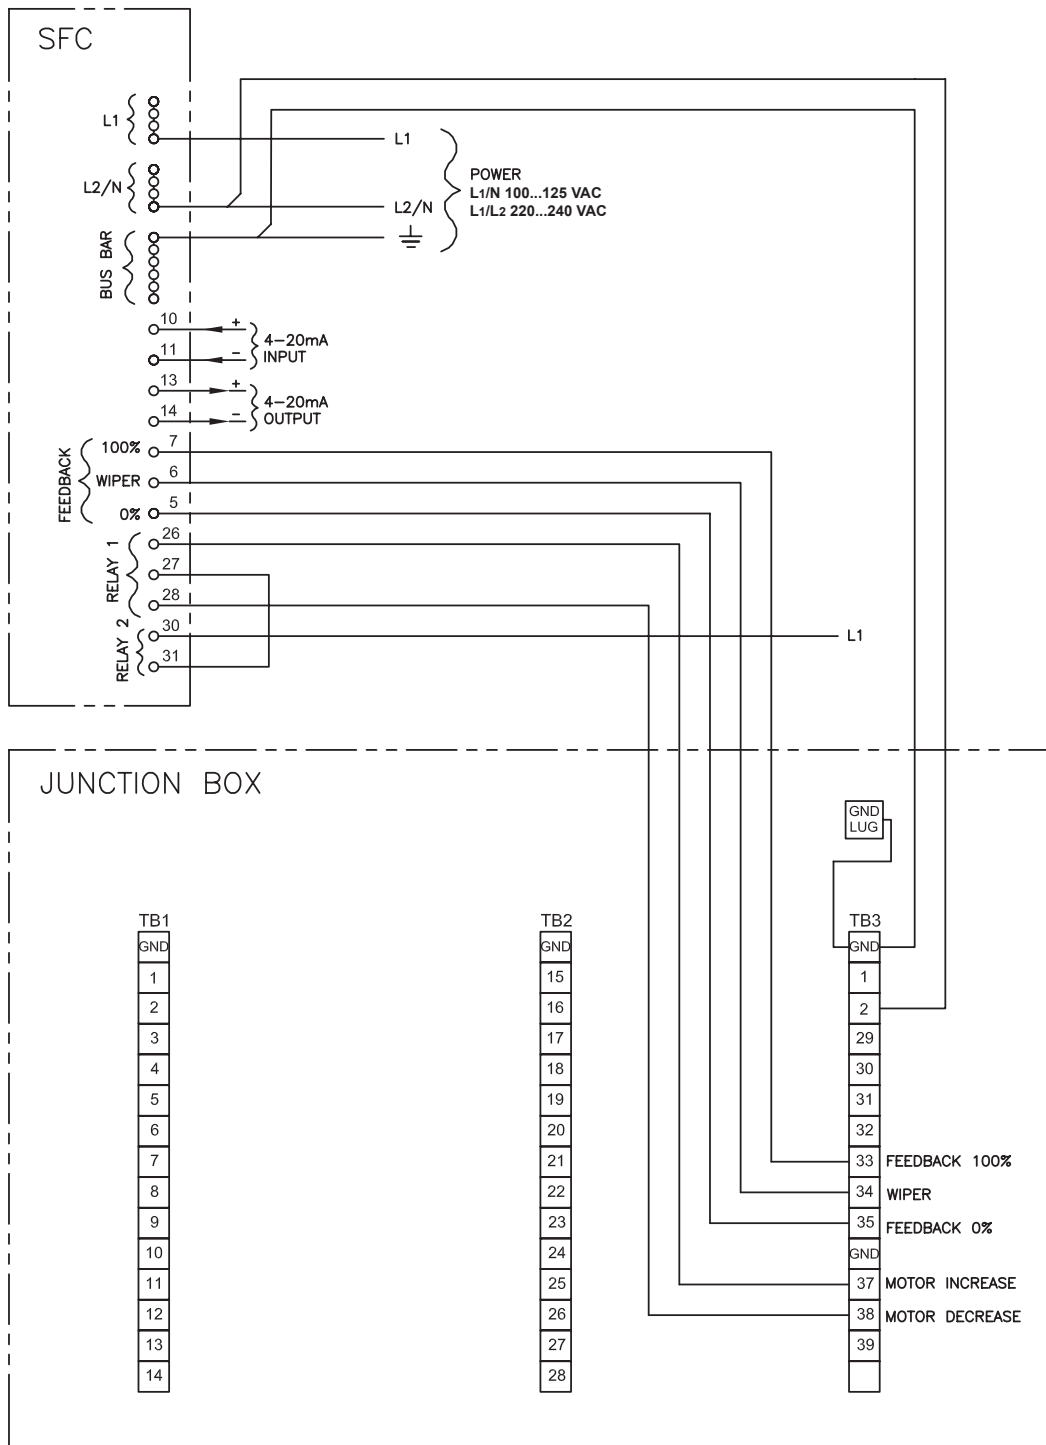 SFC
L1
L1
L2/N
L2/N
POWER
L1/N 100...125 VAC
L1/L2 220...240 VAC
BUS BAR
10
+
11
−
4−20mA
INPUT
13
+
14
−
4−20mA
OUTPUT
FEEDBACK
100%
7
WIPER
6
0%
5
RELAY 1
26
27
28
RELAY 2
30
L1
31
JUNCTION BOX
GND
LUG
TB1
GND
1
2
3
4
5
6
7
8
9
10
11
12
13
14
TB2
GND
15
16
17
18
19
20
21
22
23
24
25
26
27
28
TB3
GND
1
2
29
30
31
32
33 FEEDBACK 100%
34 WIPER
35 FEEDBACK 0%
GND
37 MOTOR INCREASE
38 MOTOR DECREASE
39